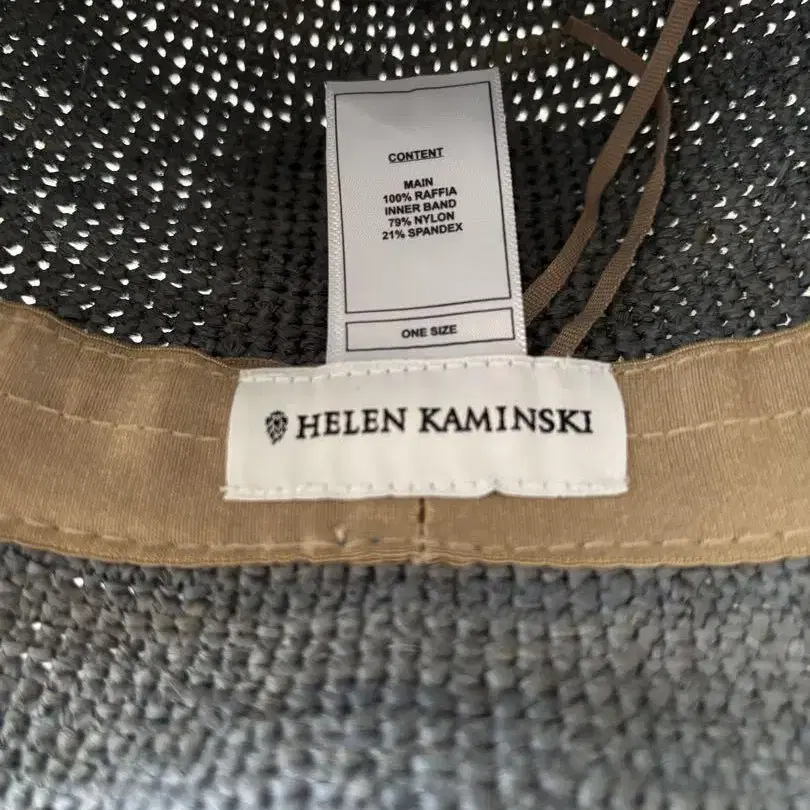 CONTENT
MAIN
100% RAFFIA
INNER BAND
79% NYLON
21% SPANDEX
ONE SIZE
HELEN KAMINSKI